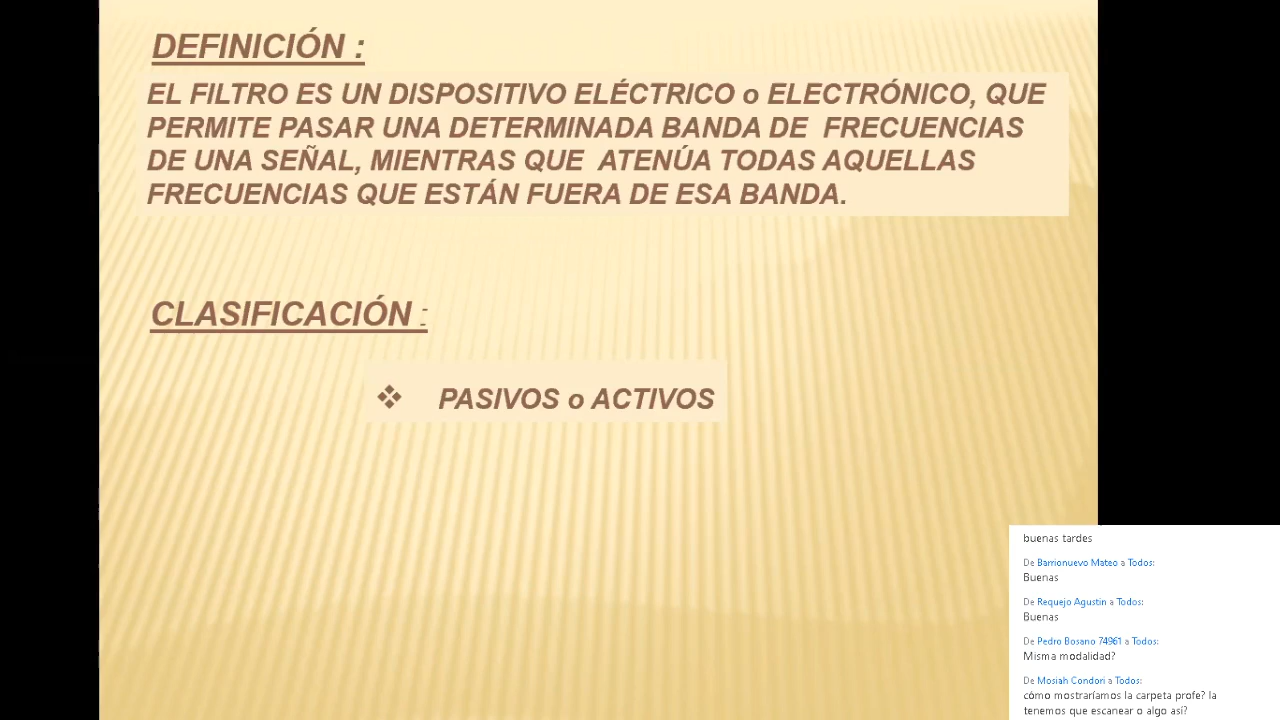 DEFINICIÓN :
EL FILTRO ES UN DISPOSITIVO ELÉCTRICO o ELECTRÓNICO, QUE
PERMITE PASAR UNA DETERMINADA BANDA DE FRECUENCIAS
DE UNA SEÑAL, MIENTRAS QUE ATENÚA TODAS AQUELLAS
FRECUENCIAS QUE ESTÁN FUERA DE ESA BANDA.
CLASIFICACIÓN :
❖ PASIVOS o ACTIVOS
buenas tardes
De Barrionuevo Mateo a Todos:
Buenas
De Requejo Agustin a Todos:
Buenas
De Pedro Bosano 74961 a Todos:
Misma modalidad?
De Mosiah Condori a Todos:
cómo mostraríamos la carpeta profe? la
tenemos que escanear o algo así?